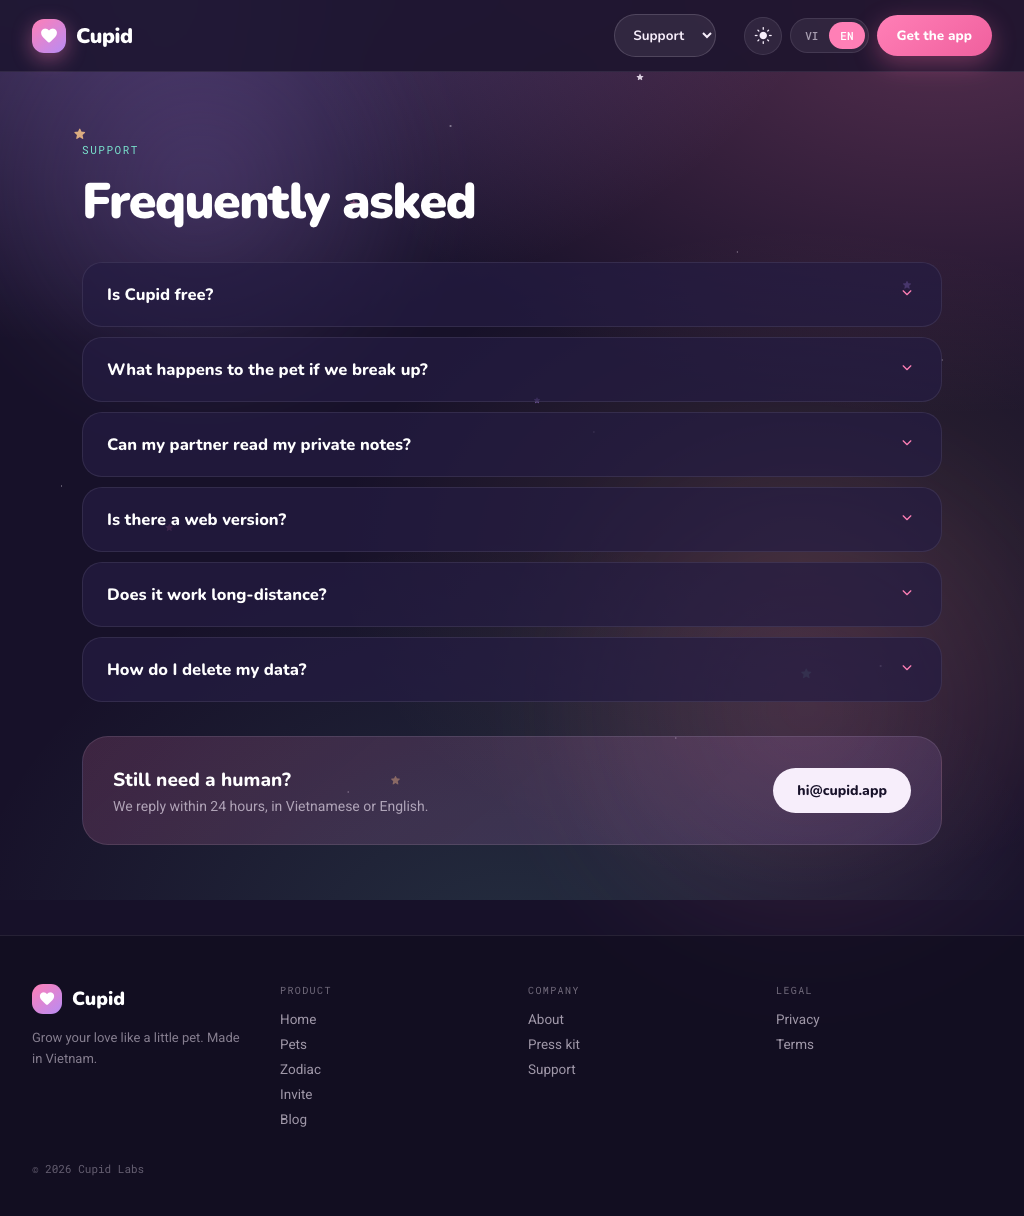 Cupid
Support
VI
EN
Get the app
SUPPORT
Frequently asked
Is Cupid free?
What happens to the pet if we break up?
Can my partner read my private notes?
Is there a web version?
Does it work long-distance?
How do I delete my data?
Still need a human?
We reply within 24 hours, in Vietnamese or English.
hi@cupid.app
Cupid
Grow your love like a little pet. Made
in Vietnam.
PRODUCT
Home
Pets
Zodiac
Invite
Blog
COMPANY
About
Press kit
Support
LEGAL
Privacy
Terms
© 2026 Cupid Labs